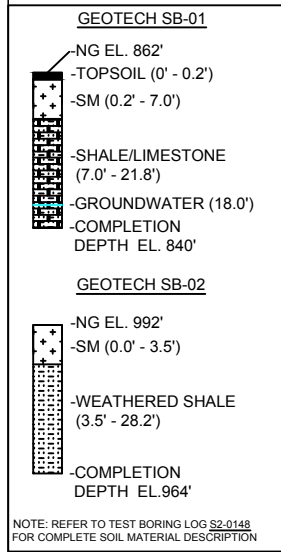 GEOTECH SB-01
-NG EL. 862'
-TOPSOIL (0' - 0.2')
-SM (0.2' - 7.0')
-SHALE/LIMESTONE
(7.0' - 21.8')
-GROUNDWATER (18.0')
-COMPLETION
DEPTH EL. 840'
GEOTECH SB-02
-NG EL. 992'
-SM (0.0' - 3.5')
-WEATHERED SHALE
(3.5' - 28.2')
-COMPLETION
DEPTH EL.964'
NOTE: REFER TO TEST BORING LOG S2-0148
FOR COMPLETE SOIL MATERIAL DESCRIPTION